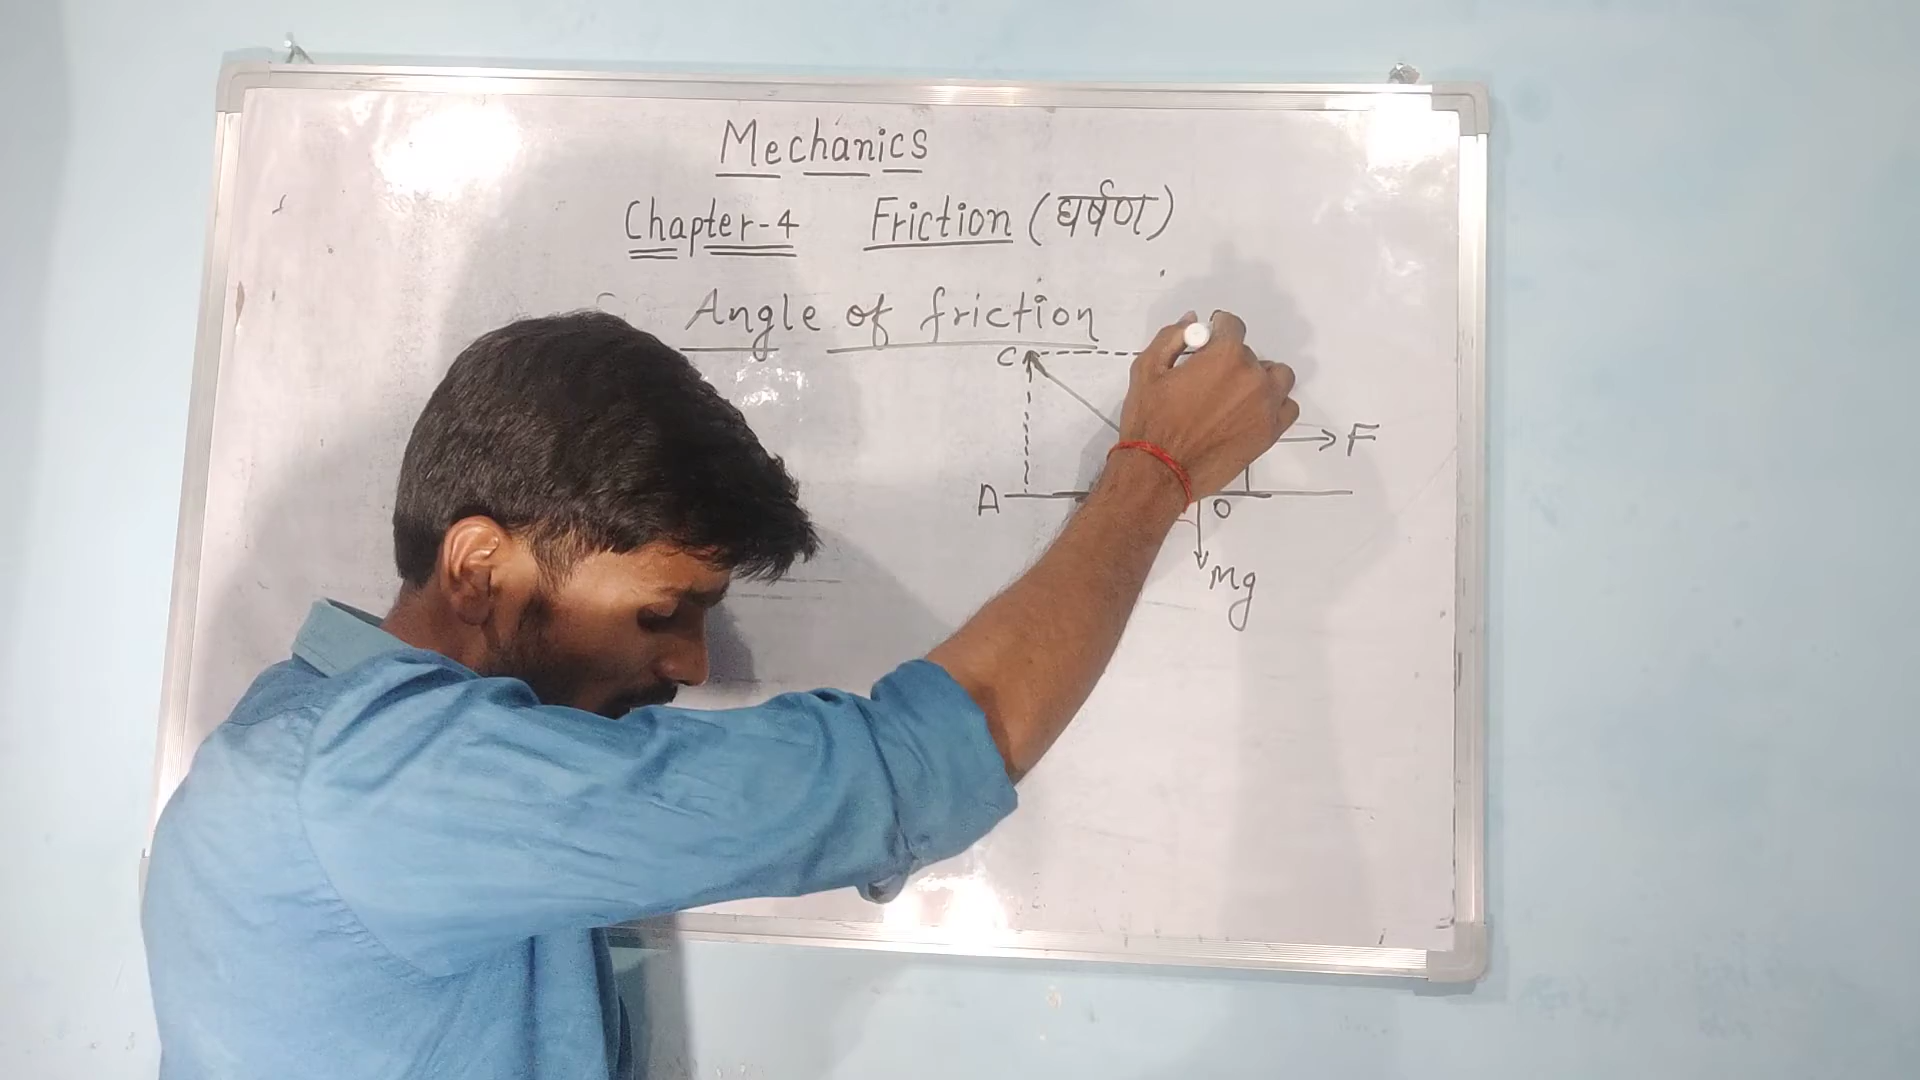 Mechanics
Chapter-4 Friction (घर्षण)
Angle of friction
C
F
A
O
Mg